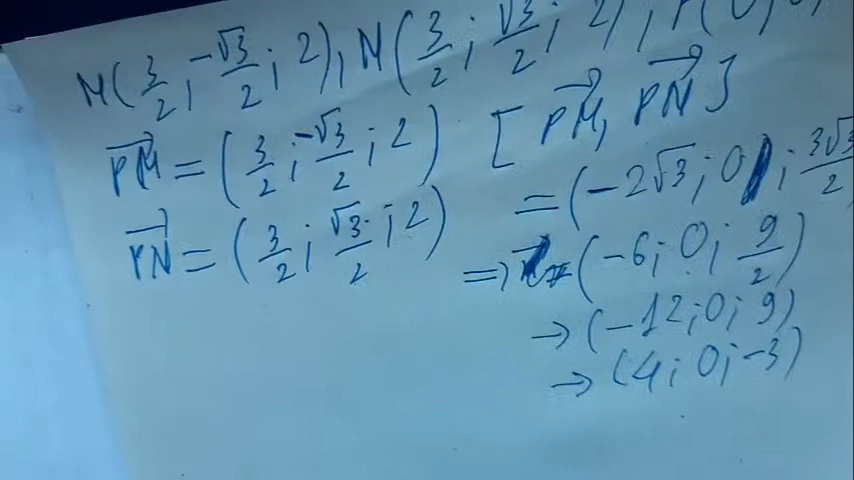 M(3/2; -√3/2; 2), N(3/2; √3/2; 2), P(0;
→PM = (3/2; -√3/2; 2) [→PM, →PN]
= (-2√3; 0; 3√3/2
→PN = (3/2; √3/2; 2)
=> (-6; 0; 9/2)
→ (-12; 0; 9)
→ (4; 0; -3)